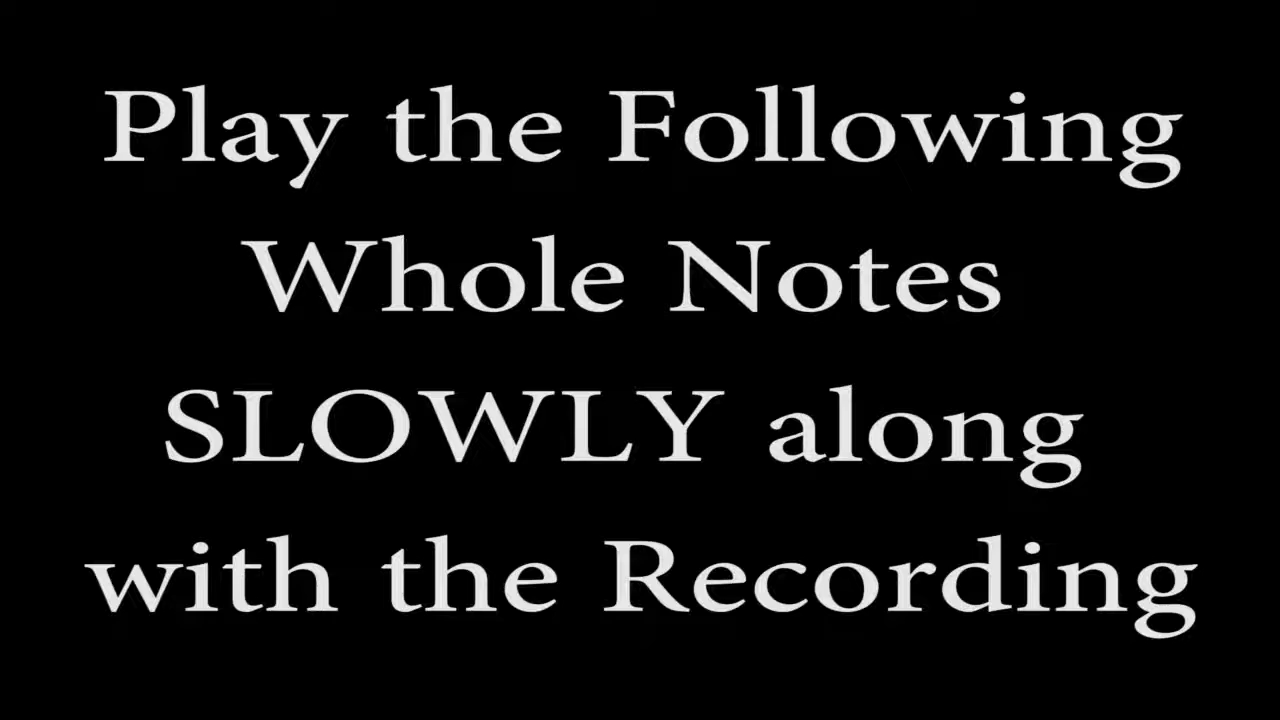 Play the Following
Whole Notes
SLOWLY along
with the Recording